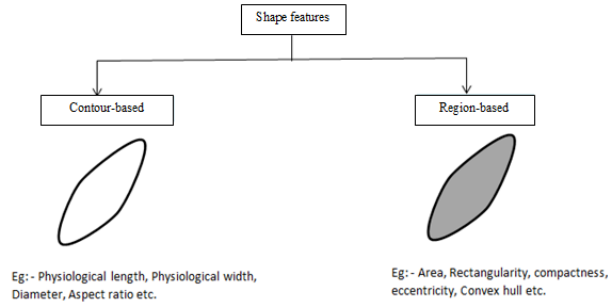 Shape features
Contour-based
Region-based
Eg:- Physiological length, Physiological width,
Diameter, Aspect ratio etc.
Eg:- Area, Rectangularity, compactness,
eccentricity, Convex hull etc.